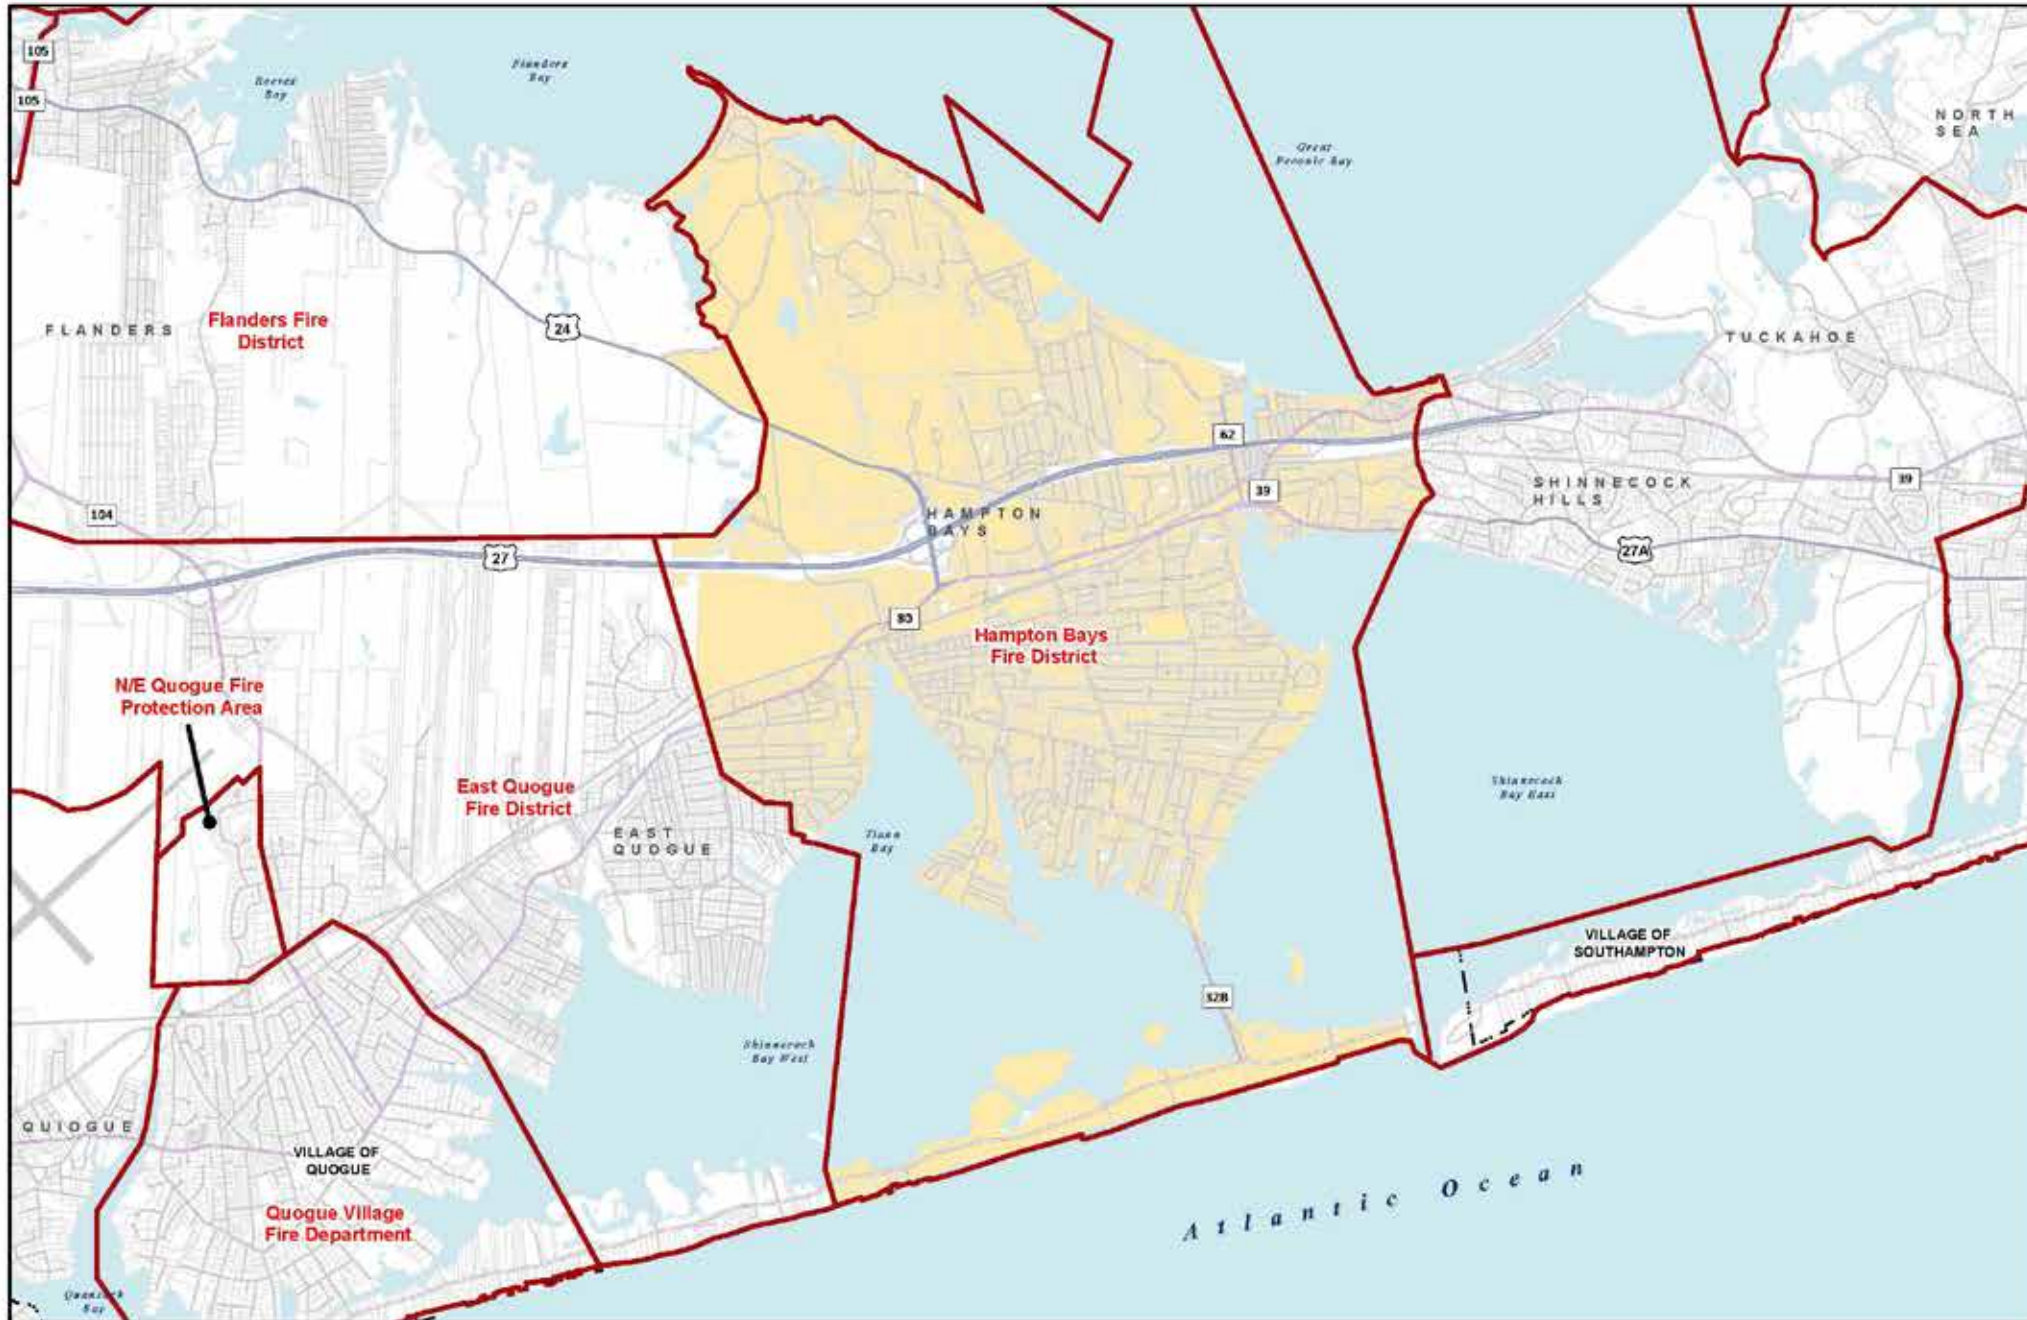 105
105
Reeves
Bay
Flanders
Bay
Great
Peconic Bay
NORTH
SEA
FLANDERS
Flanders Fire
District
24
TUCKAHOE
62
39
SHINNECOCK
HILLS
39
104
HAMPTON
BAYS
27
27A
80
Hampton Bays
Fire District
N/E Quogue Fire
Protection Area
East Quogue
Fire District
EAST
QUOGUE
Tiana
Bay
Shinnecock
Bay East
VILLAGE OF
SOUTHAMPTON
32B
Shinnecock
Bay West
QUIOGUE
VILLAGE OF
QUOGUE
Quogue Village
Fire Department
Atlantic Ocean
Quantuck
Bay